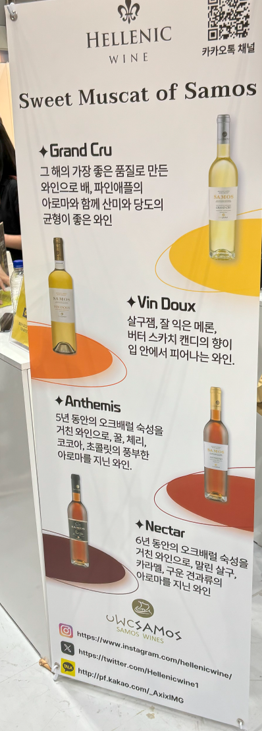 HELLENIC
WINE
카카오톡 채널
Sweet Muscat of Samos
Grand Cru
그 해의 가장 좋은 품질로 만든
와인으로 배, 파인애플의
아로마와 함께 산미와 당도의
균형이 좋은 와인
Vin Doux
살구잼, 잘 익은 메론,
버터 스카치 캔디의 향이
입 안에서 피어나는 와인.
Anthemis
5년 동안의 오크배럴 숙성을
거친 와인으로, 꿀, 체리,
코코아, 초콜릿의 풍부한
아로마를 지닌 와인.
Nectar
6년 동안의 오크배럴 숙성을
거친 와인으로, 말린 살구,
카라멜, 구운 견과류의
아로마를 지닌 와인
UWCSAMOS
SAMOS WINES
https://www.instagram.com/hellenicwine/
https://twitter.com/Hellenicwine1
http://pf.kakao.com/_AxixIMG